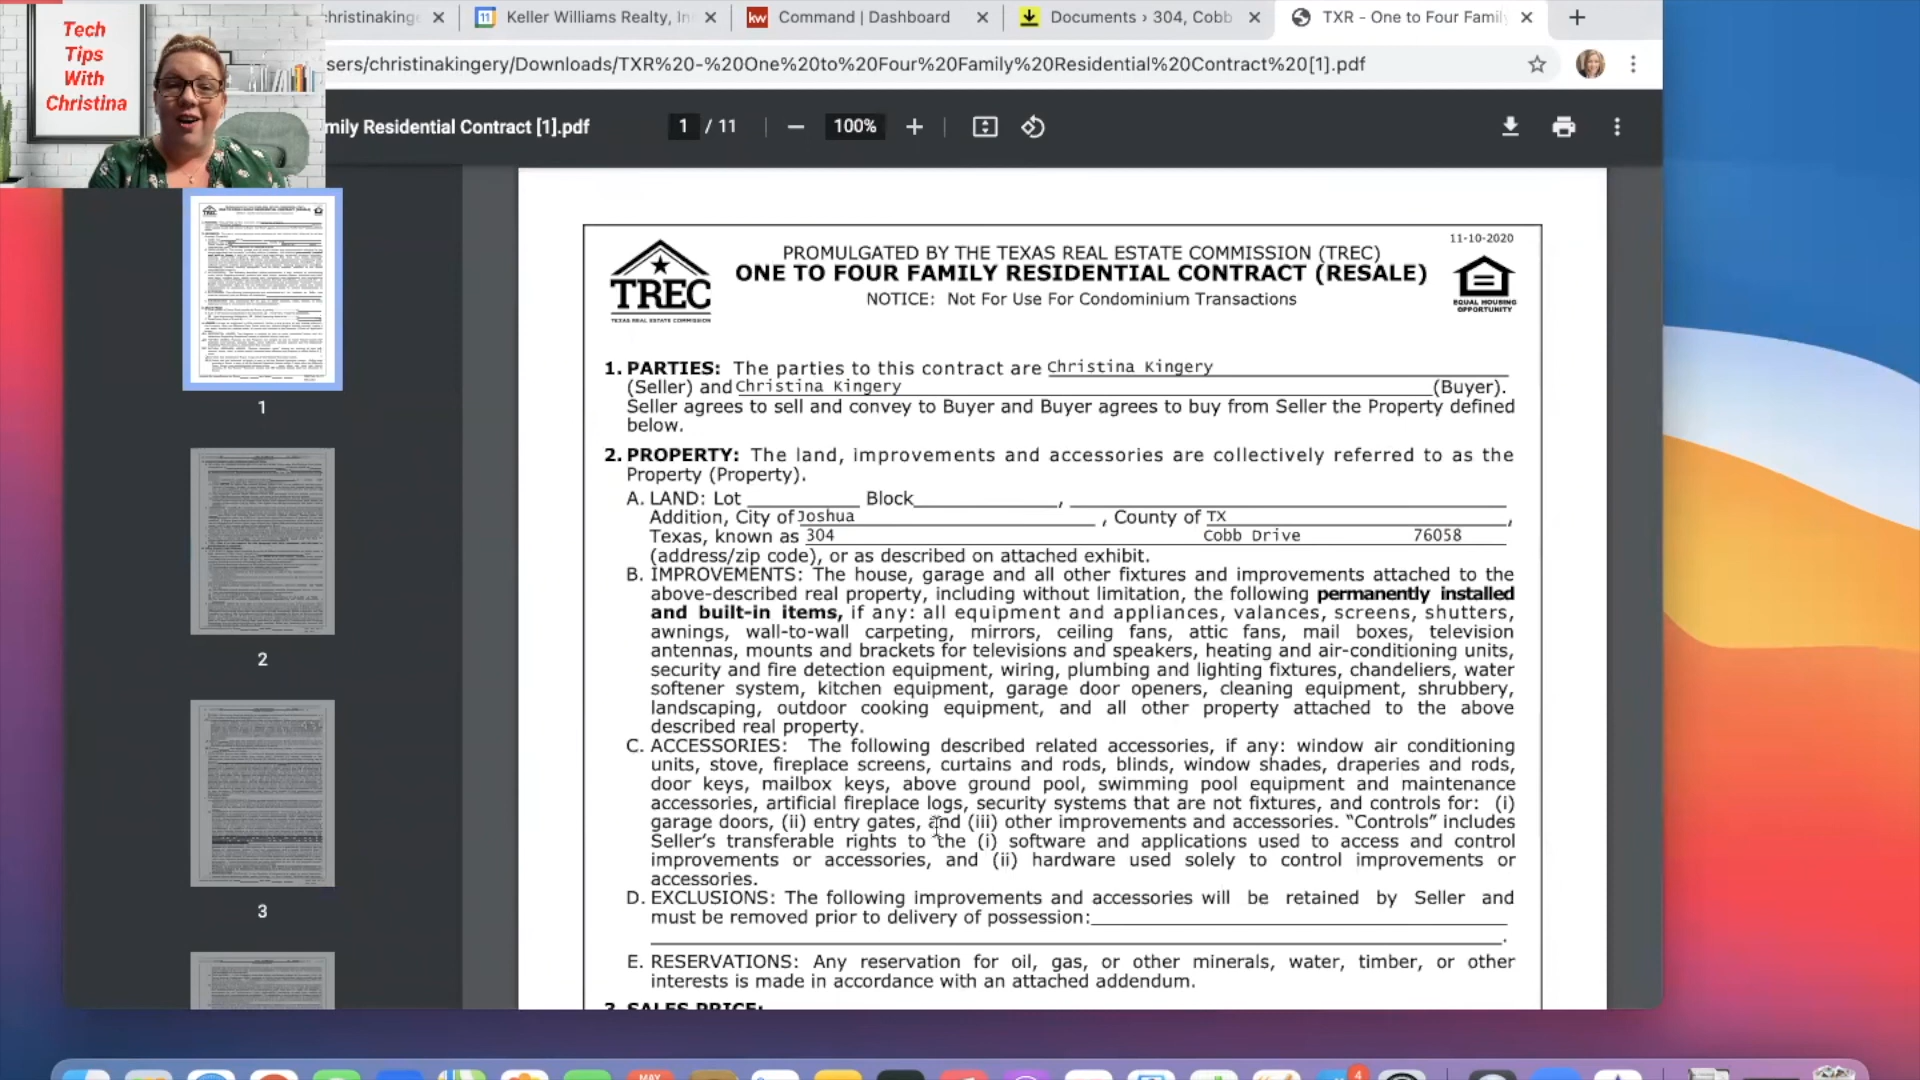 Tech
Tips
With
Christina
christinakinge
11
Keller Williams Realty, In
kw
Command | Dashboard
Documents › 304, Cobb
TXR - One to Four Famil
sers/christinakingery/Downloads/TXR%20-%20One%20to%20Four%20Family%20Residential%20Contract%20[1].pdf
mily Residential Contract [1].pdf
1 / 11
100%
1
2
3
11-10-2020
TREC
TEXAS REAL ESTATE COMMISSION
PROMULGATED BY THE TEXAS REAL ESTATE COMMISSION (TREC)
ONE TO FOUR FAMILY RESIDENTIAL CONTRACT (RESALE)
NOTICE: Not For Use For Condominium Transactions
EQUAL HOUSING
OPPORTUNITY
1. PARTIES: The parties to this contract are Christina Kingery
(Seller) and Christina Kingery (Buyer).
Seller agrees to sell and convey to Buyer and Buyer agrees to buy from Seller the Property defined
below.
2. PROPERTY: The land, improvements and accessories are collectively referred to as the
Property (Property).
A. LAND: Lot Block ,
Addition, City of Joshua , County of TX ,
Texas, known as 304 Cobb Drive 76058
(address/zip code), or as described on attached exhibit.
B. IMPROVEMENTS: The house, garage and all other fixtures and improvements attached to the
above-described real property, including without limitation, the following permanently installed
and built-in items, if any: all equipment and appliances, valances, screens, shutters,
awnings, wall-to-wall carpeting, mirrors, ceiling fans, attic fans, mail boxes, television
antennas, mounts and brackets for televisions and speakers, heating and air-conditioning units,
security and fire detection equipment, wiring, plumbing and lighting fixtures, chandeliers, water
softener system, kitchen equipment, garage door openers, cleaning equipment, shrubbery,
landscaping, outdoor cooking equipment, and all other property attached to the above
described real property.
C. ACCESSORIES: The following described related accessories, if any: window air conditioning
units, stove, fireplace screens, curtains and rods, blinds, window shades, draperies and rods,
door keys, mailbox keys, above ground pool, swimming pool equipment and maintenance
accessories, artificial fireplace logs, security systems that are not fixtures, and controls for: (i)
garage doors, (ii) entry gates, and (iii) other improvements and accessories. “Controls” includes
Seller’s transferable rights to the (i) software and applications used to access and control
improvements or accessories, and (ii) hardware used solely to control improvements or
accessories.
D. EXCLUSIONS: The following improvements and accessories will be retained by Seller and
must be removed prior to delivery of possession:
.
E. RESERVATIONS: Any reservation for oil, gas, or other minerals, water, timber, or other
interests is made in accordance with an attached addendum.
3. SALES PRICE:
MAY
4